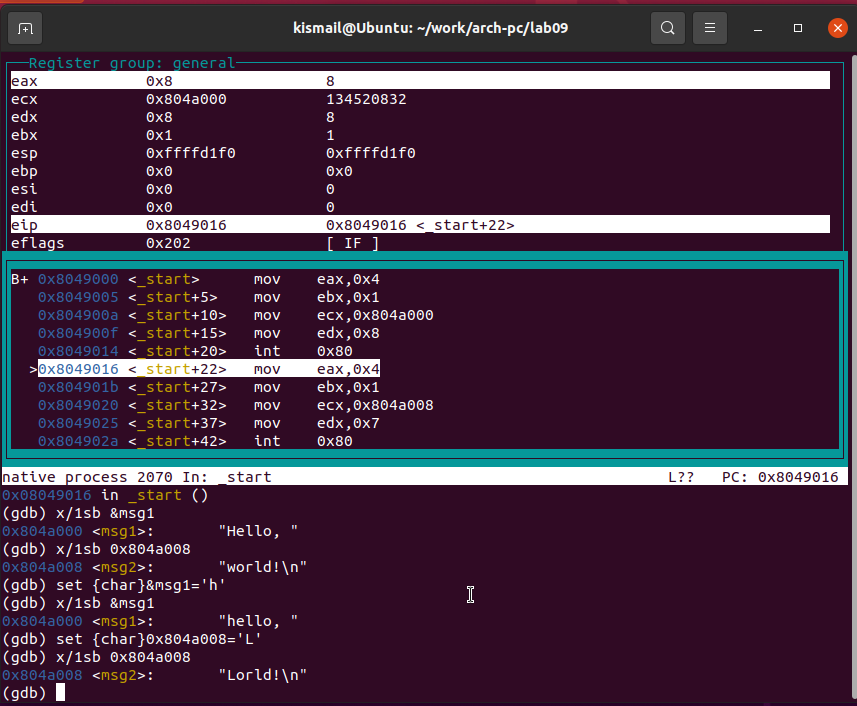 kismail@Ubuntu: ~/work/arch-pc/lab09
Register group: general
eax 0x8 8
ecx 0x804a000 134520832
edx 0x8 8
ebx 0x1 1
esp 0xffffd1f0 0xffffd1f0
ebp 0x0 0x0
esi 0x0 0
edi 0x0 0
eip 0x8049016 0x8049016 <_start+22>
eflags 0x202 [ IF ]
B+ 0x8049000 <_start> mov eax,0x4
0x8049005 <_start+5> mov ebx,0x1
0x804900a <_start+10> mov ecx,0x804a000
0x804900f <_start+15> mov edx,0x8
0x8049014 <_start+20> int 0x80
>0x8049016 <_start+22> mov eax,0x4
0x804901b <_start+27> mov ebx,0x1
0x8049020 <_start+32> mov ecx,0x804a008
0x8049025 <_start+37> mov edx,0x7
0x804902a <_start+42> int 0x80
native process 2070 In: _start L?? PC: 0x8049016
0x08049016 in _start ()
(gdb) x/1sb &msg1
0x804a000 <msg1>: "Hello, "
(gdb) x/1sb 0x804a008
0x804a008 <msg2>: "world!\n"
(gdb) set {char}&msg1='h'
(gdb) x/1sb &msg1
0x804a000 <msg1>: "hello, "
(gdb) set {char}0x804a008='L'
(gdb) x/1sb 0x804a008
0x804a008 <msg2>: "Lorld!\n"
(gdb)